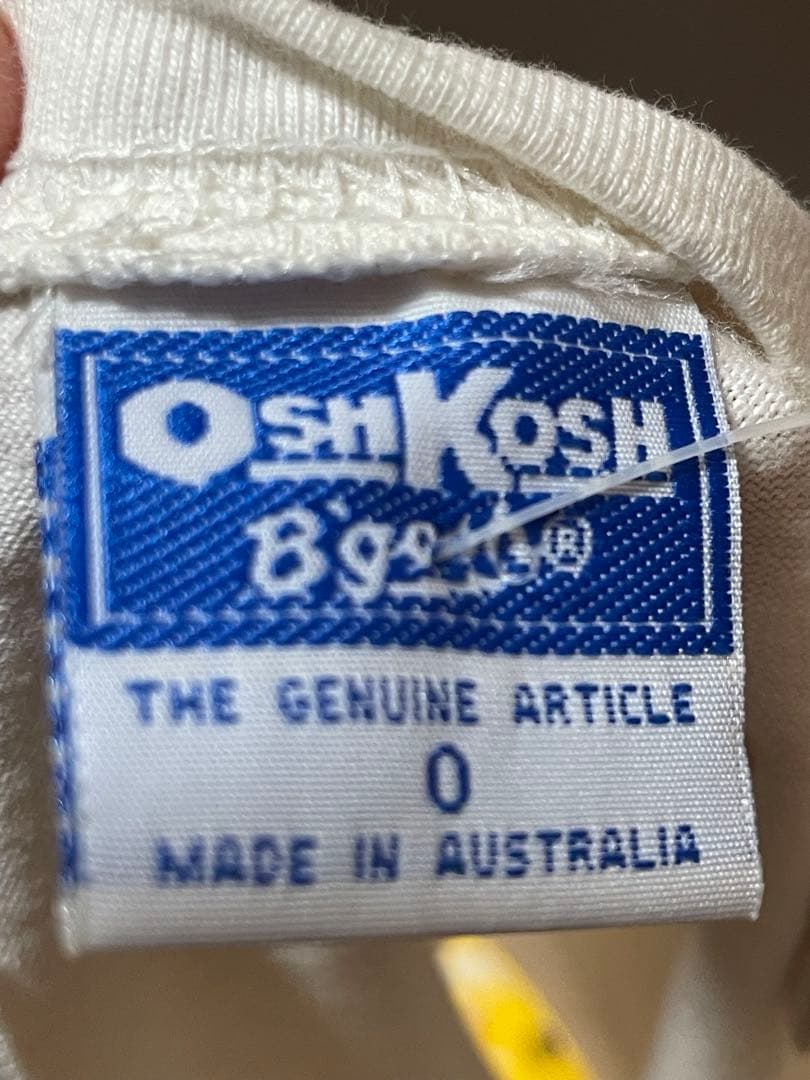 OSHKOSH
B'gosh®
THE GENUINE ARTICLE
0
MADE IN AUSTRALIA